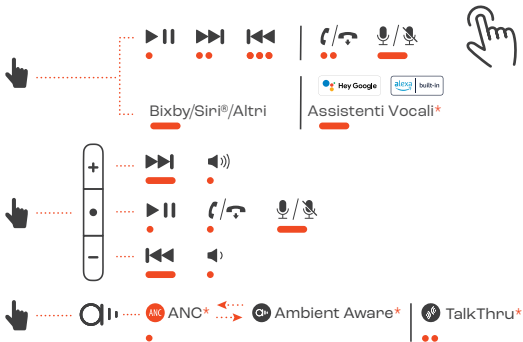 Hey Google
alexa built-in
Bixby/Siri®/Altri
Assistenti Vocali*
ANC ANC*
Ambient Aware*
TalkThru*